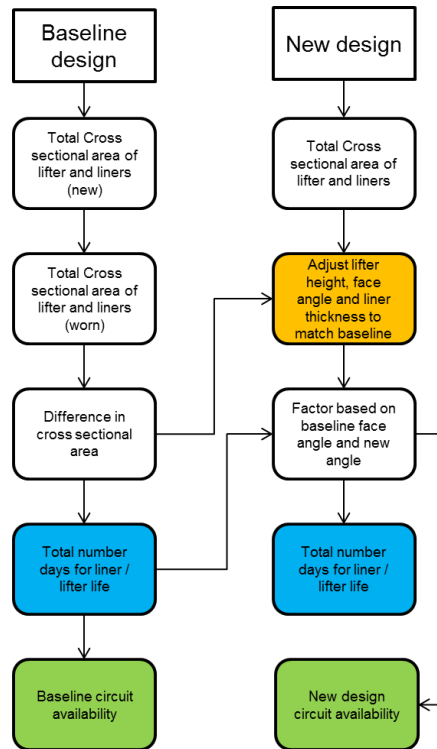 Baseline
design
Total Cross
sectional area of
lifter and liners
(new)
Total Cross
sectional area of
lifter and liners
(worn)
Difference in
cross sectional
area
Total number
days for liner /
lifter life
Baseline circuit
availability
New design
Total Cross
sectional area of
lifter and liners
Adjust lifter
height, face
angle and liner
thickness to
match baseline
Factor based on
baseline face
angle and new
angle
Total number
days for liner /
lifter life
New design
circuit availability